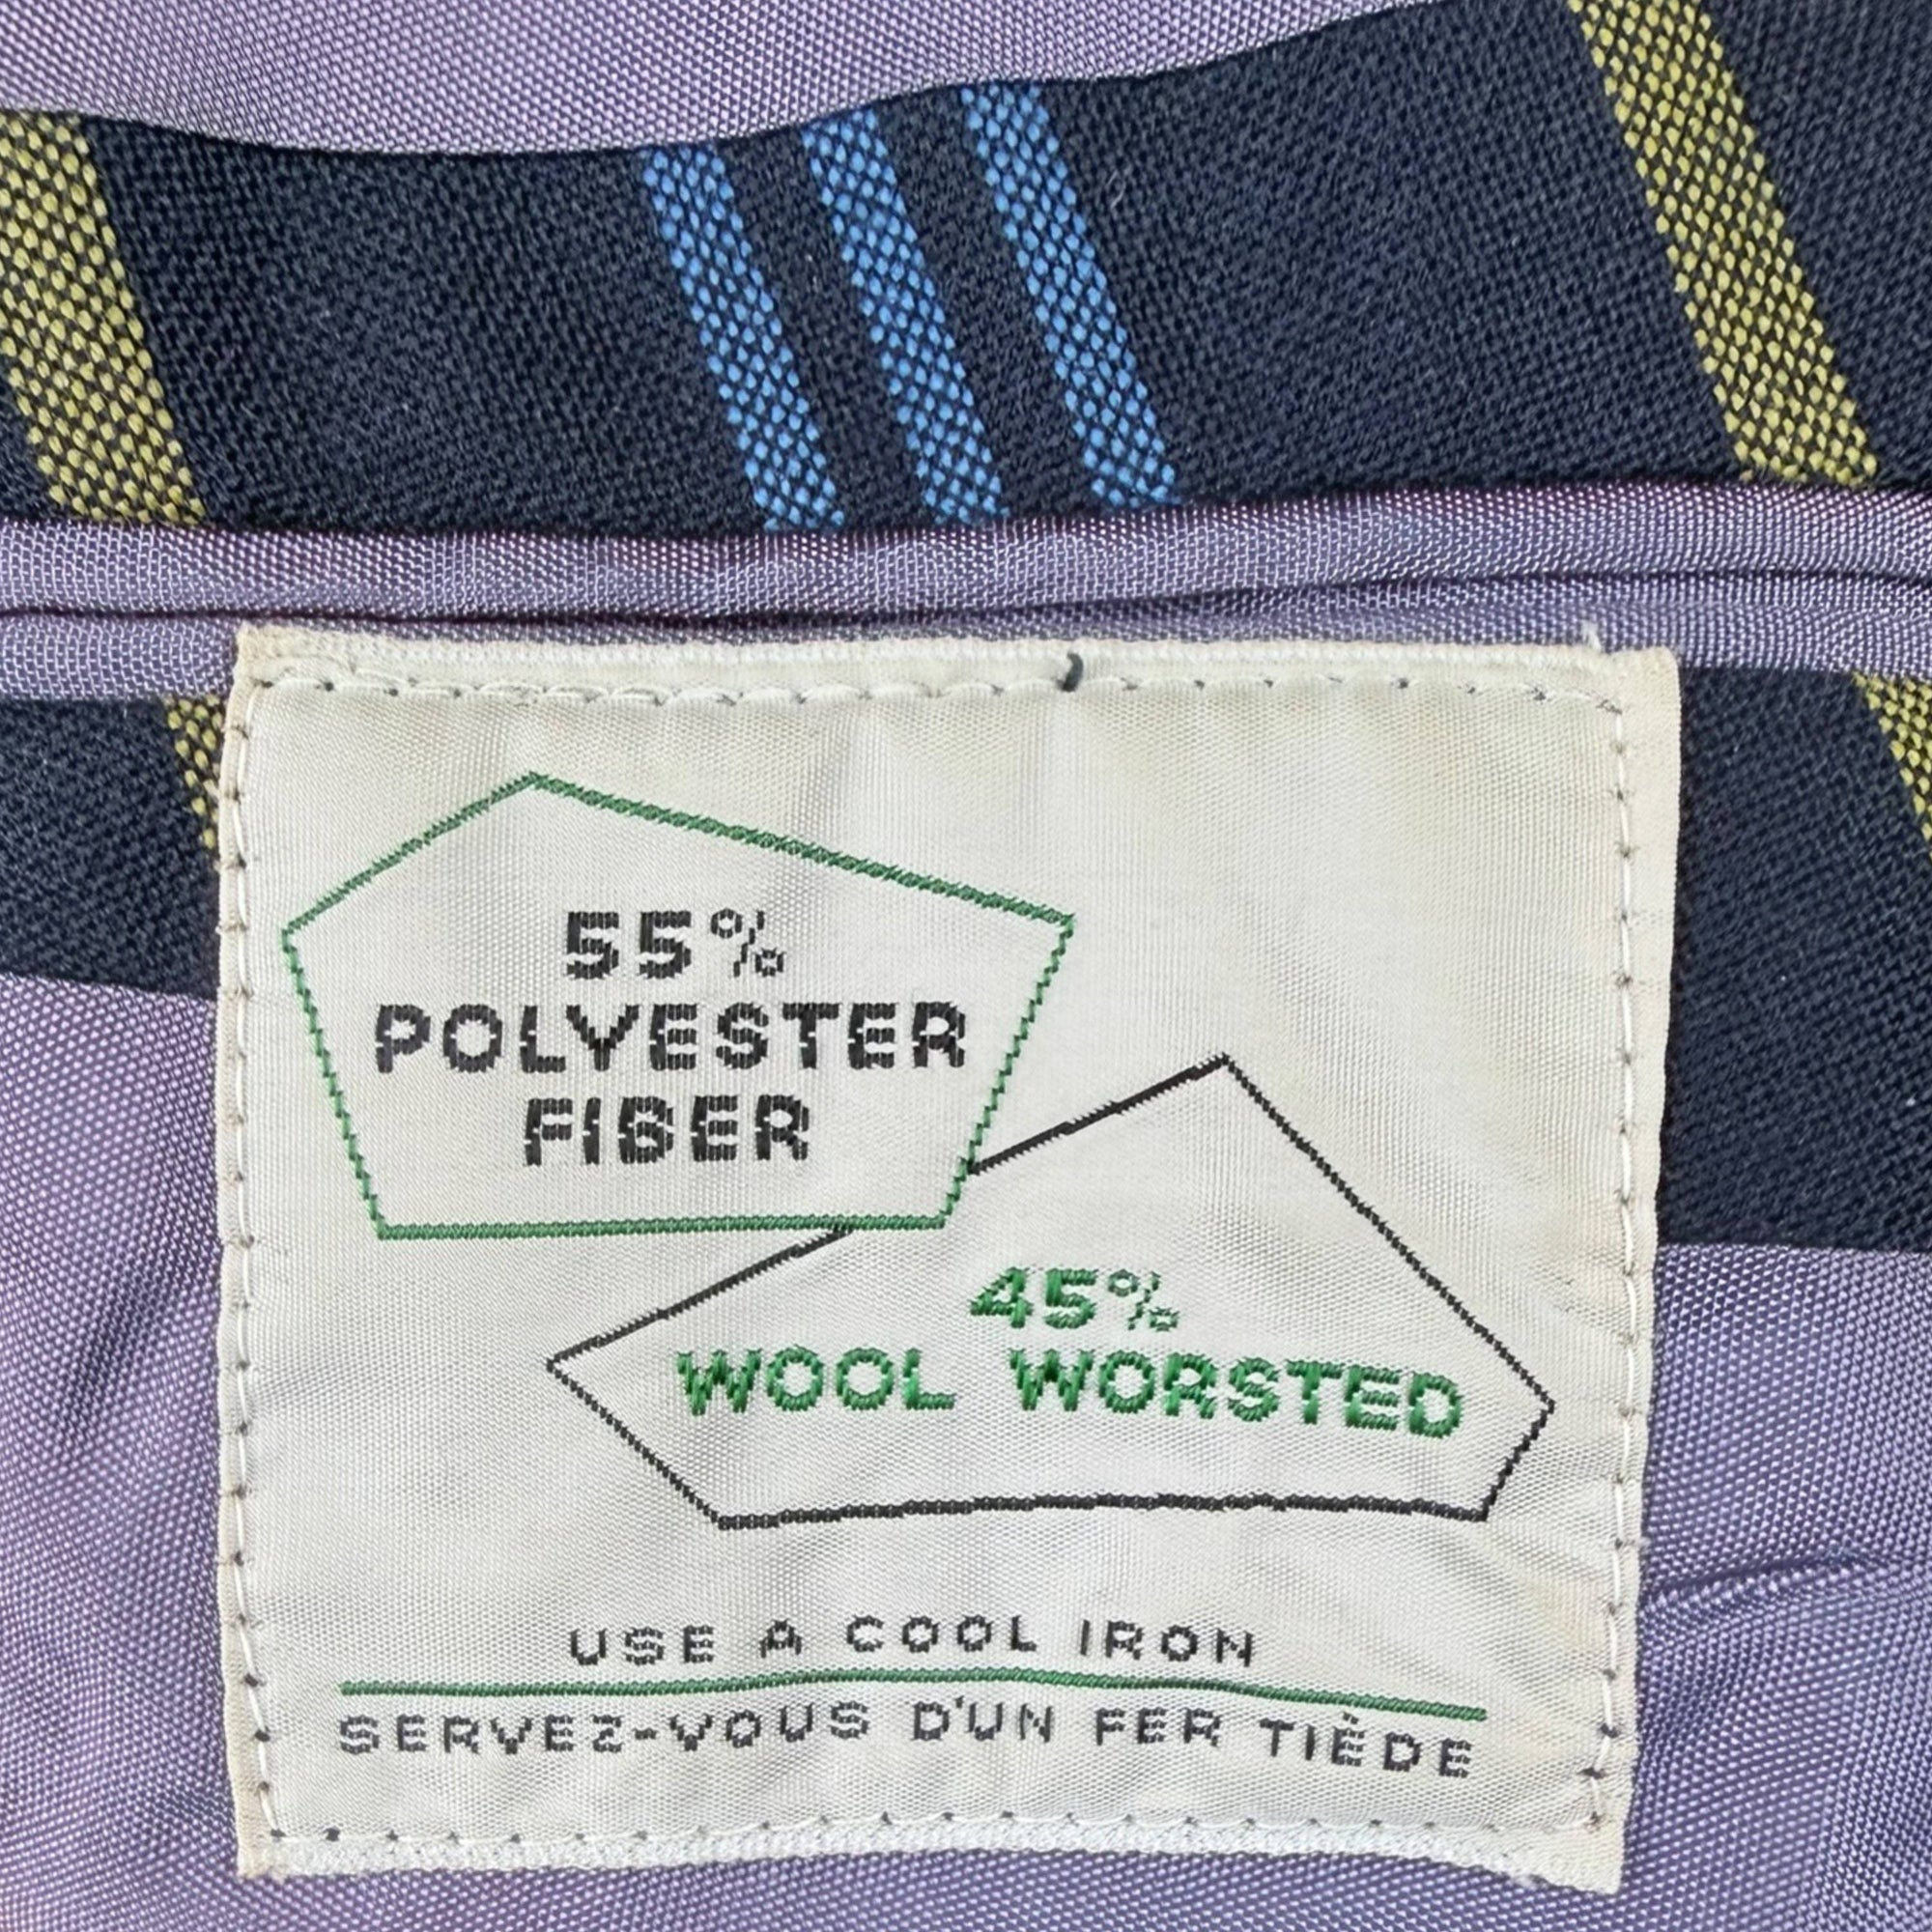 55%
POLYESTER
FIBER
45%
WOOL WORSTED
USE A COOL IRON
SERVEZ-VOUS D'UN FER TIÈDE